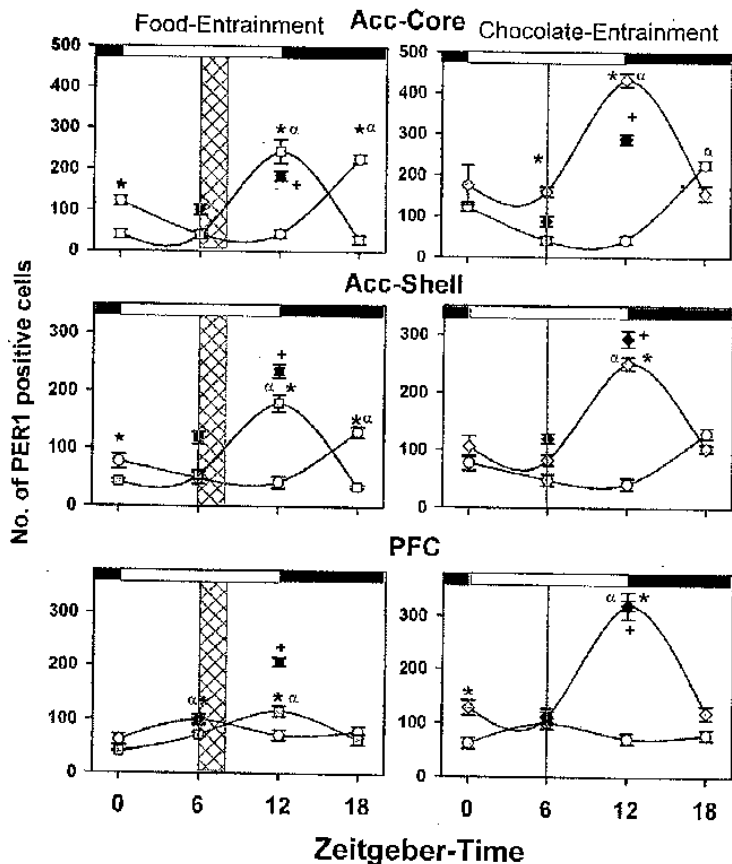 Acc-Core
Food-Entrainment Chocolate-Entrainment
500 500
400 * α 400
* α * α + 
300 * α 300
200 * + 200
100 100
0 0
Acc-Shell
300 + 300 +
α * α *
200 * α 200
* 
100 100
0 0
No. of PER1 positive cells
PFC
300 α * 300
+ +
200 * α 200
α * *
100 100
0 0
0 6 12 18 0 6 12 18
Zeitgeber-Time